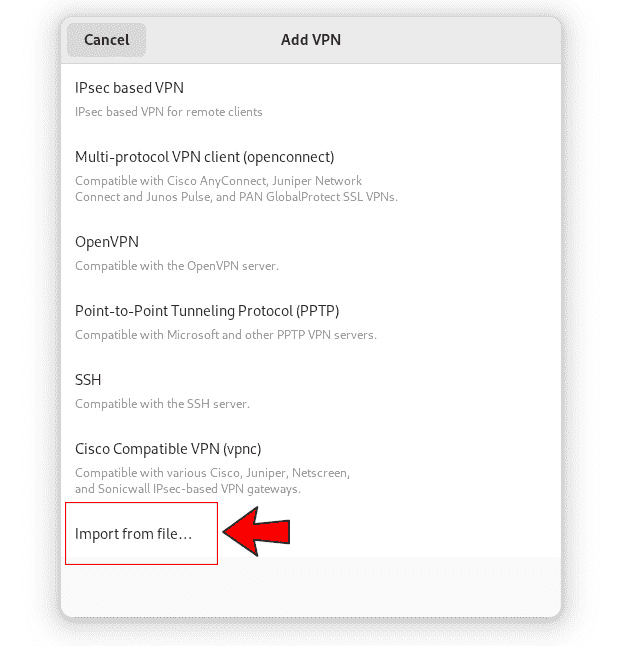 Cancel
Add VPN
IPsec based VPN
IPsec based VPN for remote clients
Multi-protocol VPN client (openconnect)
Compatible with Cisco AnyConnect, Juniper Network
Connect and Junos Pulse, and PAN GlobalProtect SSL VPNs.
OpenVPN
Compatible with the OpenVPN server.
Point-to-Point Tunneling Protocol (PPTP)
Compatible with Microsoft and other PPTP VPN servers.
SSH
Compatible with the SSH server.
Cisco Compatible VPN (vpnc)
Compatible with various Cisco, Juniper, Netscreen,
and Sonicwall IPsec-based VPN gateways.
Import from file…